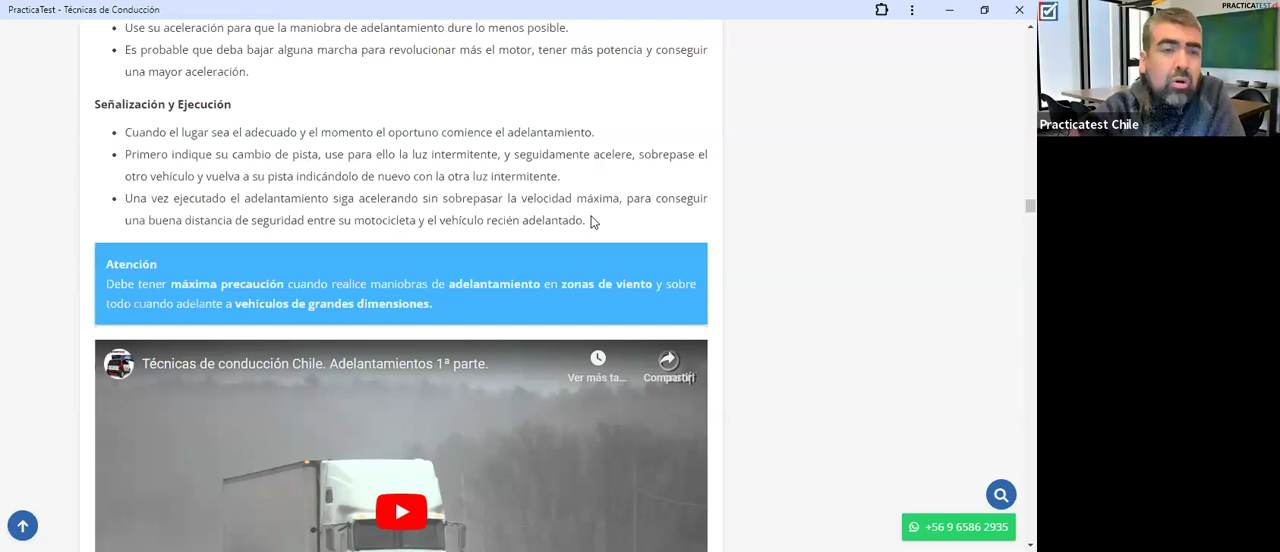 PracticaTest - Técnicas de Conducción
Use su aceleración para que la maniobra de adelantamiento dure lo menos posible.
Es probable que deba bajar alguna marcha para revolucionar más el motor, tener más potencia y conseguir
una mayor aceleración.
Señalización y Ejecución
Cuando el lugar sea el adecuado y el momento el oportuno comience el adelantamiento.
Primero indique su cambio de pista, use para ello la luz intermitente, y seguidamente acelere, sobrepase el
otro vehículo y vuelva a su pista indicándolo de nuevo con la otra luz intermitente.
Una vez ejecutado el adelantamiento siga acelerando sin sobrepasar la velocidad máxima, para conseguir
una buena distancia de seguridad entre su motocicleta y el vehículo recién adelantado.
Atención
Debe tener máxima precaución cuando realice maniobras de adelantamiento en zonas de viento y sobre
todo cuando adelante a vehículos de grandes dimensiones.
Técnicas de conducción Chile. Adelantamientos 1ª parte.
Ver más ta...
Compartir
+56 9 6586 2935
PRACTICATEST
Practicatest Chile